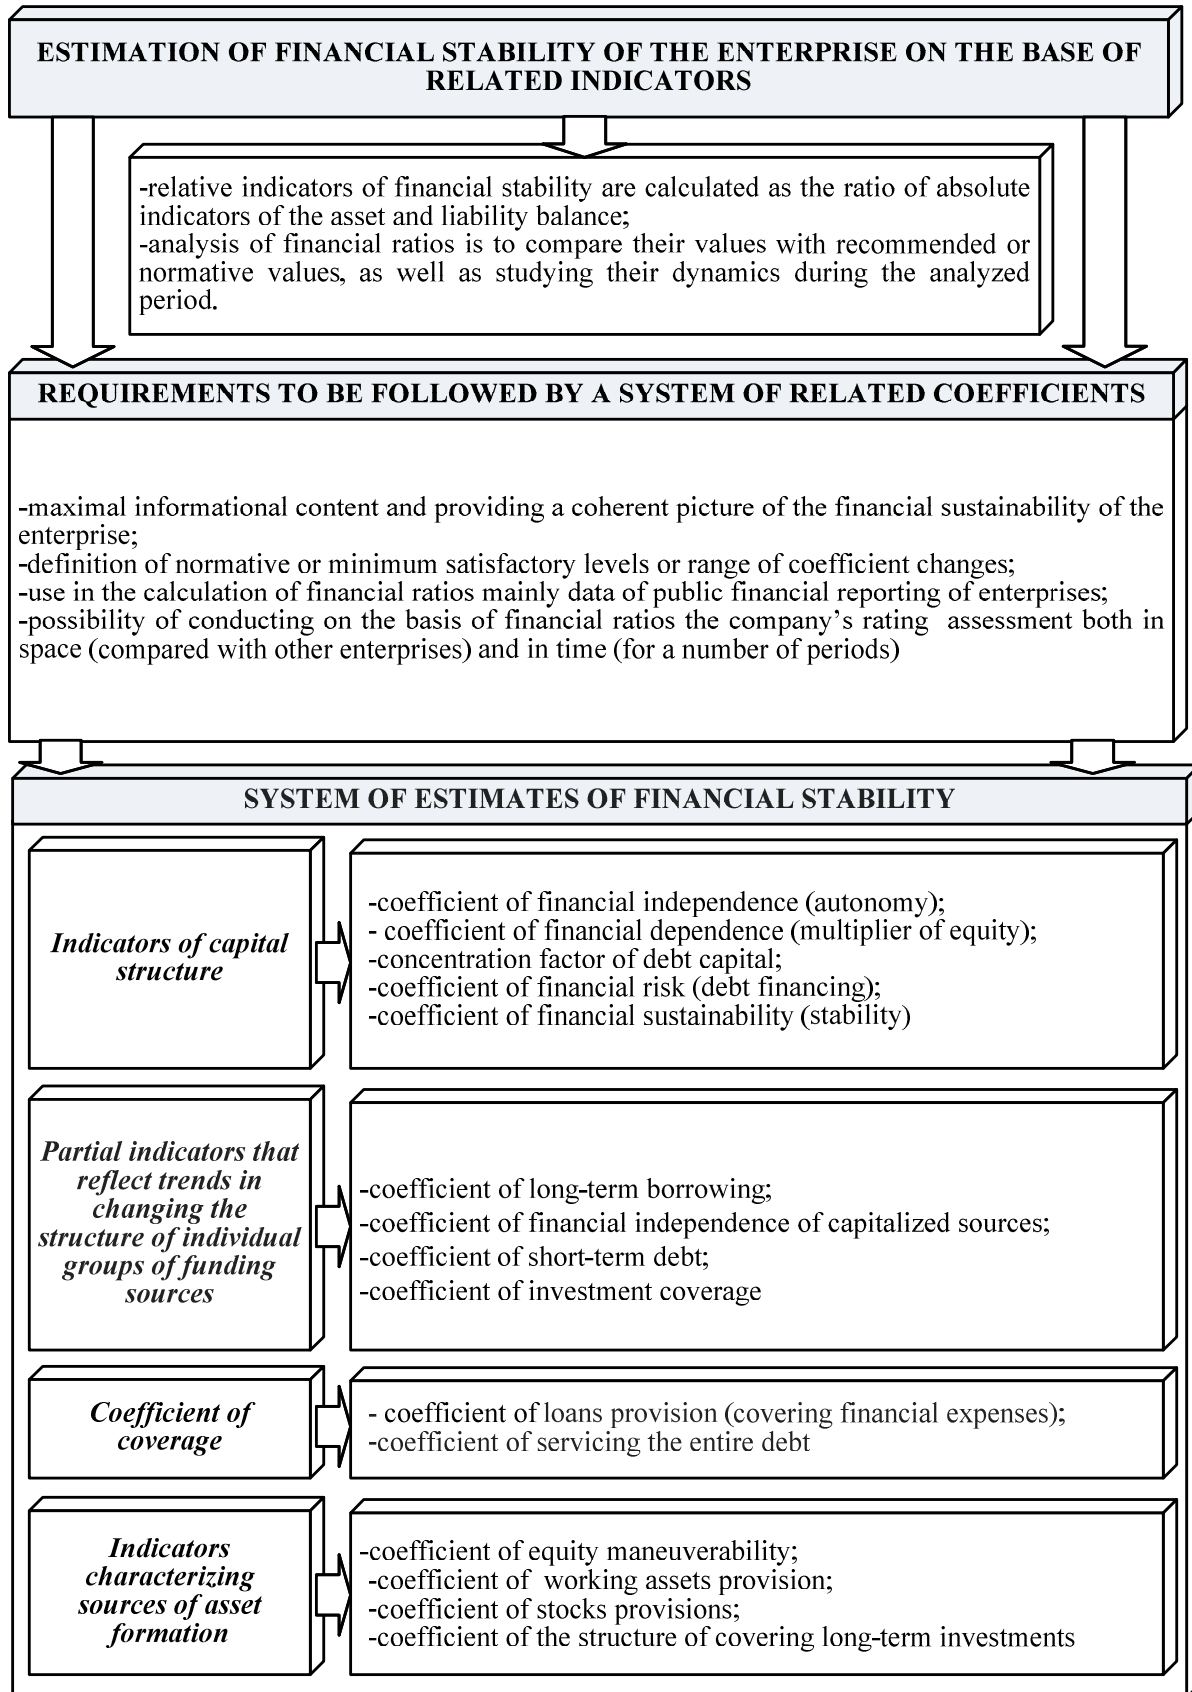 ESTIMATION OF FINANCIAL STABILITY OF THE ENTERPRISE ON THE BASE OF
RELATED INDICATORS
-relative indicators of financial stability are calculated as the ratio of absolute
indicators of the asset and liability balance;
-analysis of financial ratios is to compare their values with recommended or
normative values, as well as studying their dynamics during the analyzed
period.
REQUIREMENTS TO BE FOLLOWED BY A SYSTEM OF RELATED COEFFICIENTS
-maximal informational content and providing a coherent picture of the financial sustainability of the
enterprise;
-definition of normative or minimum satisfactory levels or range of coefficient changes;
-use in the calculation of financial ratios mainly data of public financial reporting of enterprises;
-possibility of conducting on the basis of financial ratios the company's rating  assessment both in
space (compared with other enterprises) and in time (for a number of periods)
SYSTEM OF ESTIMATES OF FINANCIAL STABILITY
Indicators of capital
structure
-coefficient of financial independence (autonomy);
- coefficient of financial dependence (multiplier of equity);
-concentration factor of debt capital;
-coefficient of financial risk (debt financing);
-coefficient of financial sustainability (stability)
Partial indicators that
reflect trends in
changing the
structure of individual
groups of funding
sources
-coefficient of long-term borrowing;
-coefficient of financial independence of capitalized sources;
-coefficient of short-term debt;
-coefficient of investment coverage
Coefficient of
coverage
- coefficient of loans provision (covering financial expenses);
-coefficient of servicing the entire debt
Indicators
characterizing
sources of asset
formation
-coefficient of equity maneuverability;
-coefficient of  working assets provision;
-coefficient of stocks provisions;
-coefficient of the structure of covering long-term investments